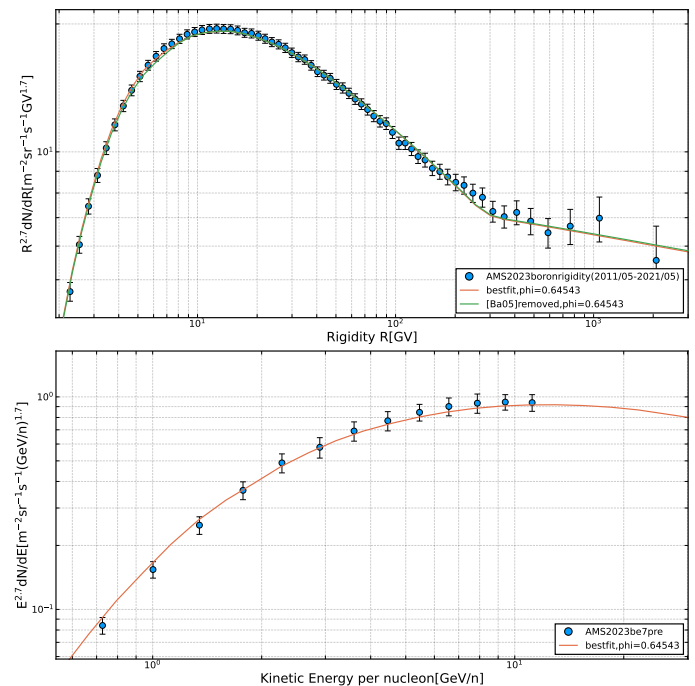 R^2.7dN/dR[m^−2sr^−1s^−1GV^1.7]
10^1
AMS2023boronrigidity(2011/05-2021/05)
bestfit,phi=0.64543
[Ba05]removed,phi=0.64543
10^1 10^2 10^3
Rigidity R[GV]
E^2.7dN/dE[m^−2sr^−1s^−1(GeV/n)^1.7]
10^0
10^−1
AMS2023be7pre
bestfit,phi=0.64543
10^0 10^1
Kinetic Energy per nucleon[GeV/n]